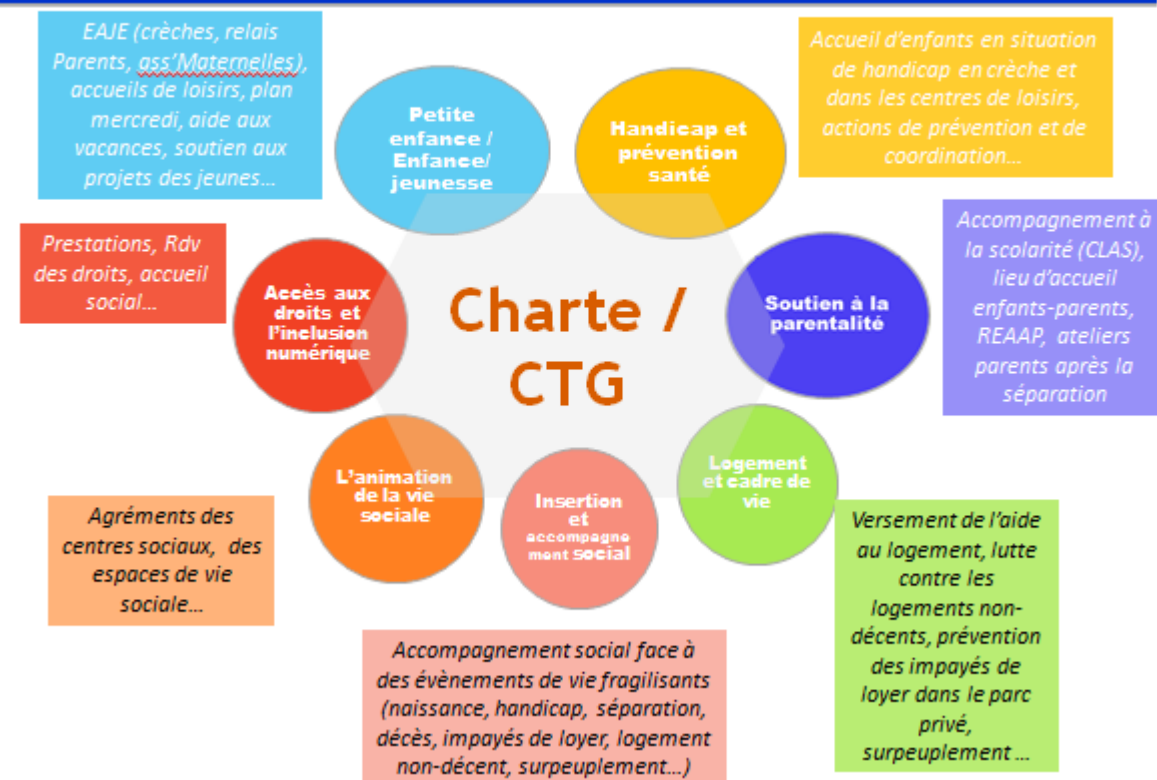 EAJE (crèches, relais
Parents, ass'Maternelles),
accueils de loisirs, plan
mercredi, aide aux
vacances, soutien aux
projets des jeunes...
Petite
enfance /
Enfance/
jeunesse
Handicap et
prévention
santé
Accueil d'enfants en situation
de handicap en crèche et
dans les centres de loisirs,
actions de prévention et de
coordination...
Prestations, Rdv
des droits, accueil
social...
Accès aux
droits et
l'inclusion
numérique
Charte /
CTG
Soutien à la
parentalité
Accompagnement à
la scolarité (CLAS),
lieu d'accueil
enfants-parents,
REAAP, ateliers
parents après la
séparation
L'animation
de la vie
sociale
Insertion
et
accompagne
ment social
Logement
et cadre de
vie
Agréments des
centres sociaux, des
espaces de vie
sociale...
Accompagnement social face à
des évènements de vie fragilisants
(naissance, handicap, séparation,
décès, impayés de loyer, logement
non-décent, surpeuplement...)
Versement de l'aide
au logement, lutte
contre les
logements non-
décents, prévention
des impayés de
loyer dans le parc
privé,
surpeuplement ...